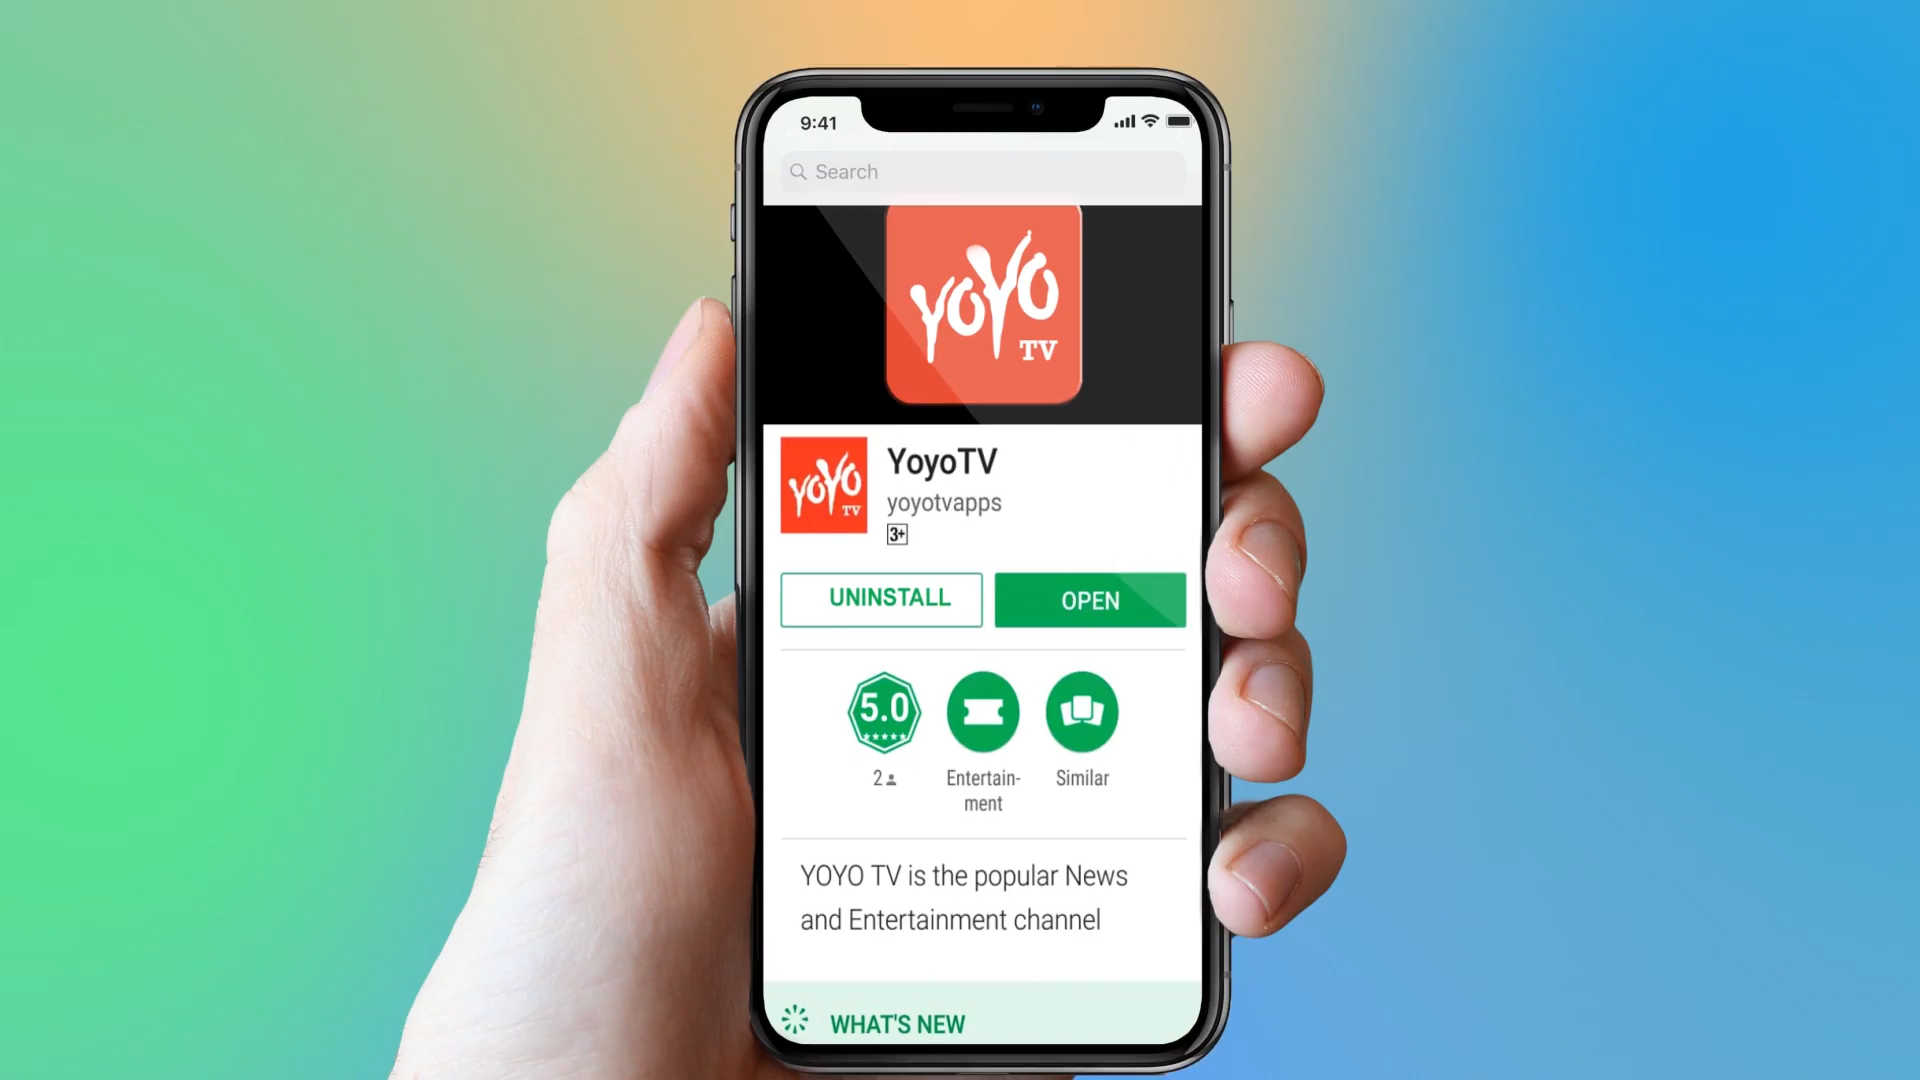 9:41
Search
YOYO
TV
YOYO
TV
YoyoTV
yoyotvapps
3+
UNINSTALL
OPEN
5.0
2
Entertain-
ment
Similar
YOYO TV is the popular News
and Entertainment channel
WHAT'S NEW